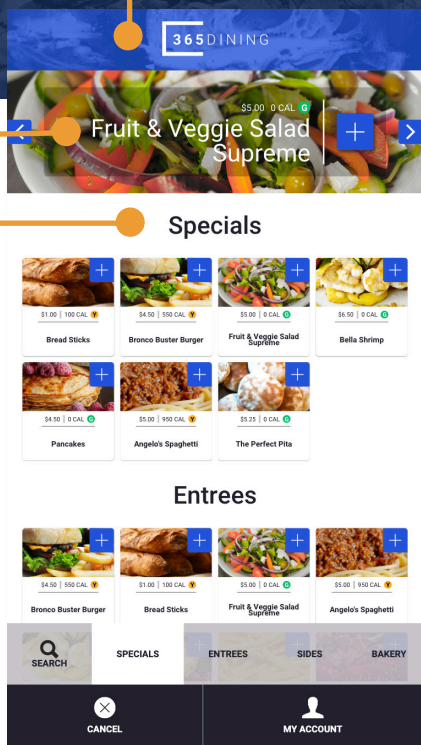 365DINING
$5.00 0 CAL G
Fruit & Veggie Salad
Supreme
Specials
$1.00 | 100 CAL Y
Bread Sticks
$4.50 | 550 CAL Y
Bronco Buster Burger
$5.00 | 0 CAL G
Fruit & Veggie Salad
Supreme
$6.50 | 0 CAL G
Bella Shrimp
$4.50 | 0 CAL G
Pancakes
$5.00 | 950 CAL Y
Angelo's Spaghetti
$5.25 | 0 CAL G
The Perfect Pita
Entrees
$4.50 | 550 CAL Y
Bronco Buster Burger
$1.00 | 100 CAL Y
Bread Sticks
$5.00 | 0 CAL G
Fruit & Veggie Salad
Supreme
$5.00 | 950 CAL Y
Angelo's Spaghetti
SEARCH
SPECIALS
ENTREES
SIDES
BAKERY
CANCEL
MY ACCOUNT